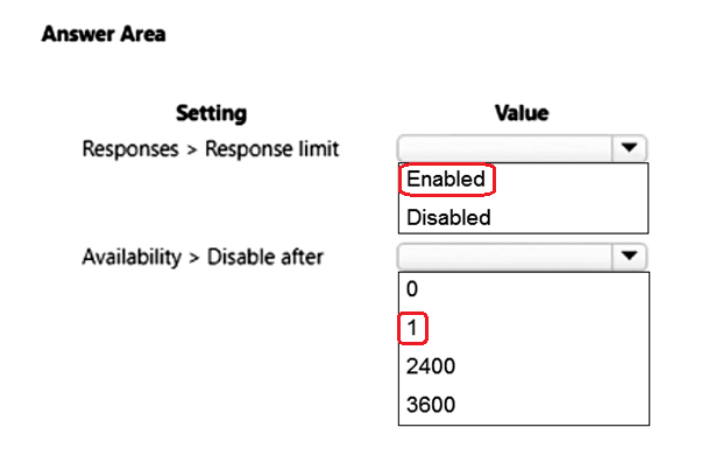 Answer Area
Setting Value
Responses > Response limit
Enabled
Disabled
Availability > Disable after
0
1
2400
3600